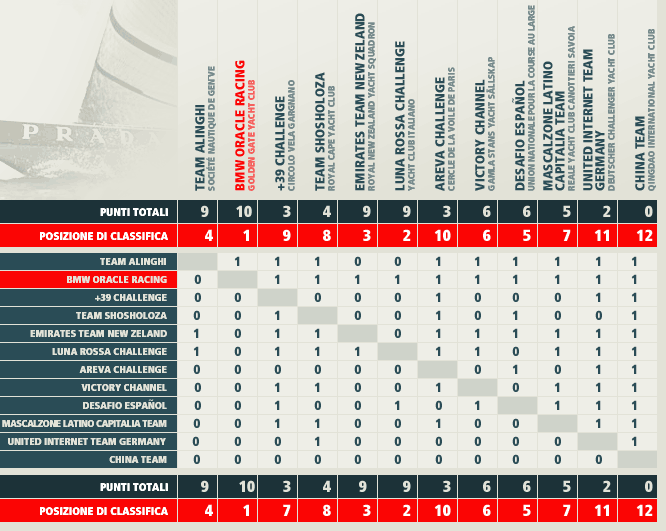 TEAM ALINGHI
SOCIÉTÉ NAUTIQUE DE GENÈVE
BMW ORACLE RACING
GOLDEN GATE YACHT CLUB
+39 CHALLENGE
CIRCOLO VELA GARGNANO
TEAM SHOSHOLOZA
ROYAL CAPE YACHT CLUB
EMIRATES TEAM NEW ZELAND
ROYAL NEW ZEALAND YACHT SQUADRON
LUNA ROSSA CHALLENGE
YACHT CLUB ITALIANO
AREVA CHALLENGE
CERCLE DE LA VOILE DE PARIS
VICTORY CHANNEL
GAMLA STANS YACHT SÄLLSKAP
DESAFIO ESPAÑOL
UNION NATIONALE POUR LA COURSE AU LARGE
MASCALZONE LATINO
CAPITALIA TEAM
REALE YACHT CLUB CANOTTIERI SAVOIA
UNITED INTERNET TEAM
GERMANY
DEUTSCHER CHALLENGER YACHT CLUB
CHINA TEAM
QINGDAO INTERNATIONAL YACHT CLUB
PRADA
PUNTI TOTALI 9 10 3 4 9 9 3 6 6 5 2 0
POSIZIONE DI CLASSIFICA 4 1 9 8 3 2 10 6 5 7 11 12
TEAM ALINGHI 1 1 1 0 0 1 1 1 1 1 1
BMW ORACLE RACING 0 1 1 1 1 1 1 1 1 1 1
+39 CHALLENGE 0 0 0 0 0 0 0 0 0 1 1
TEAM SHOSHOLOZA 0 0 1 0 0 1 0 1 0 0 1
EMIRATES TEAM NEW ZELAND 1 0 1 1 0 1 1 1 1 1 1
LUNA ROSSA CHALLENGE 1 0 1 1 1 1 1 0 1 1 1
AREVA CHALLENGE 0 0 0 0 0 0 0 1 0 1 1
VICTORY CHANNEL 0 0 1 1 0 0 1 0 1 1 1
DESAFIO ESPAÑOL 0 0 1 0 0 1 0 1 1 1 1
MASCALZONE LATINO CAPITALIA TEAM 0 0 1 1 0 0 1 0 0 1 1
UNITED INTERNET TEAM GERMANY 0 0 0 1 0 0 0 0 0 0 1
CHINA TEAM 0 0 0 0 0 0 0 0 0 0 0
PUNTI TOTALI 9 10 3 4 9 9 3 6 6 5 2 0
POSIZIONE DI CLASSIFICA 4 1 7 8 3 2 10 6 5 7 11 12